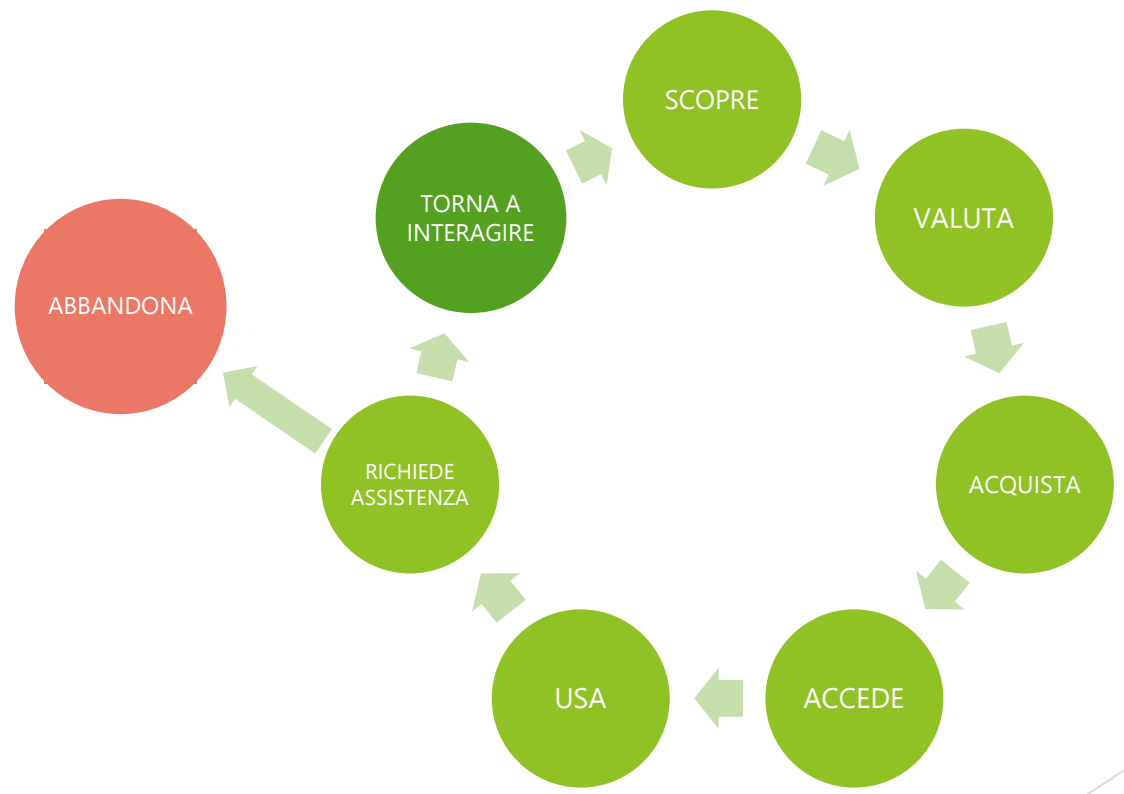 SCOPRE
VALUTA
ACQUISTA
ACCEDE
USA
RICHIEDE
ASSISTENZA
TORNA A
INTERAGIRE
ABBANDONA